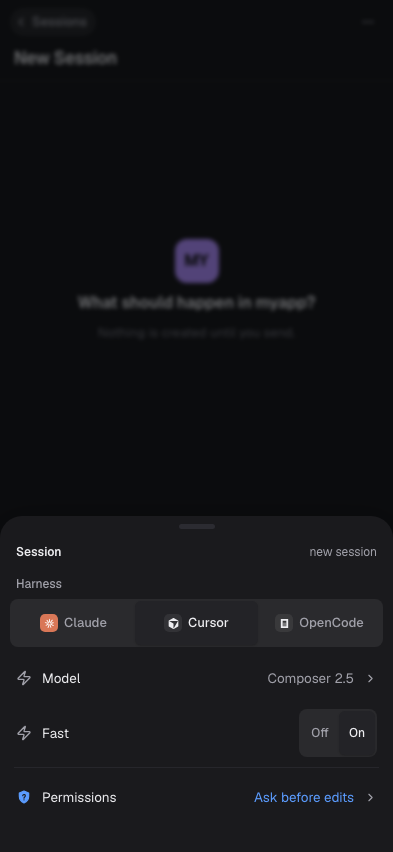 Sessions
New Session
MY
What should happen in myapp?
Nothing is created until you send.
Session new session
Harness
Claude Cursor OpenCode
Model Composer 2.5
Fast Off On
Permissions Ask before edits